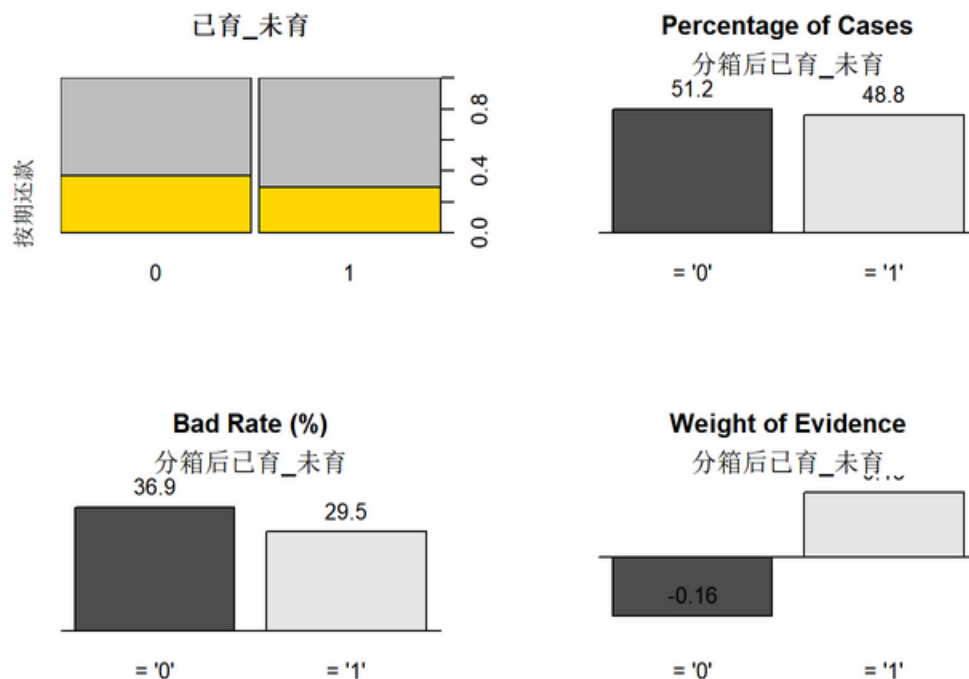 已育_未育
按期还款
0.0 0.4 0.8
0 1
Percentage of Cases
分箱后已育_未育
51.2 48.8
= '0' = '1'
Bad Rate (%)
分箱后已育_未育
36.9
29.5
= '0' = '1'
Weight of Evidence
分箱后已育_未育
-0.16
= '0' = '1'